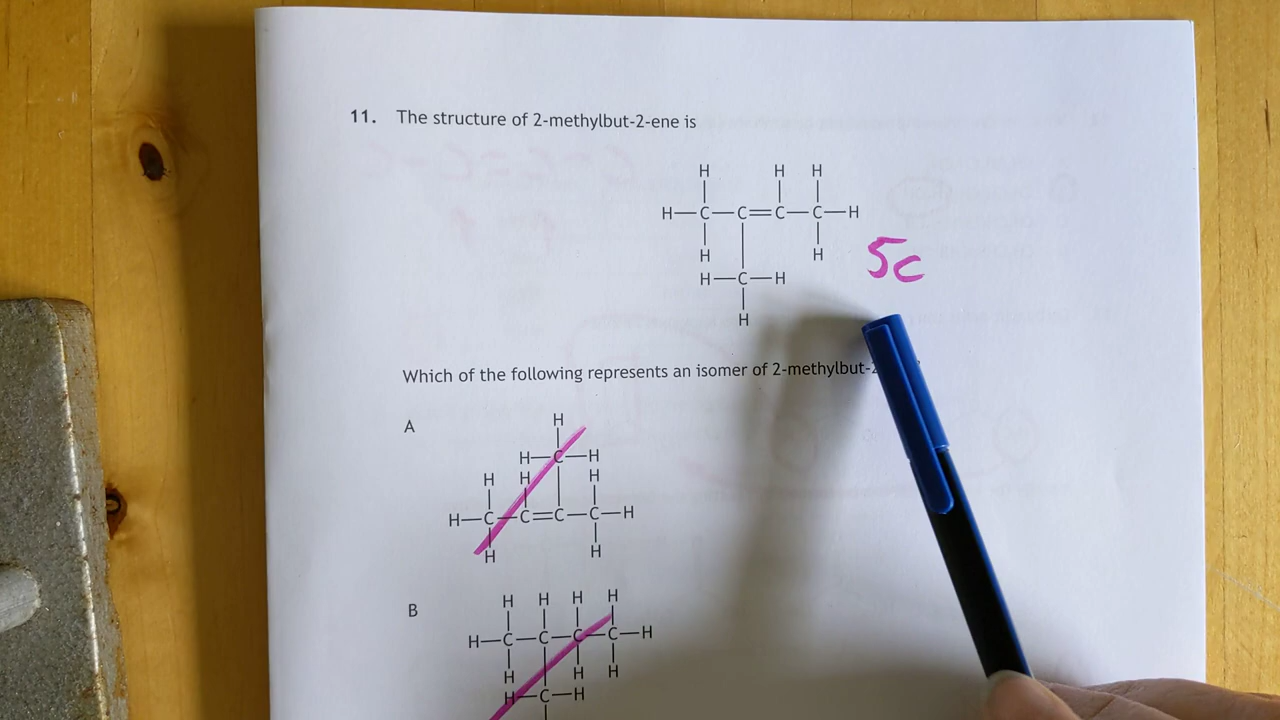 11. The structure of 2-methylbut-2-ene is
H H H
H—C—C=C—C—H
H H
H—C—H
H
5c
Which of the following represents an isomer of 2-methylbut-2
A
H
H—C—H
H H H
H—C—C=C—C—H
H H
B
H H H H
H—C—C—C—C—H
H H H
H—C—H